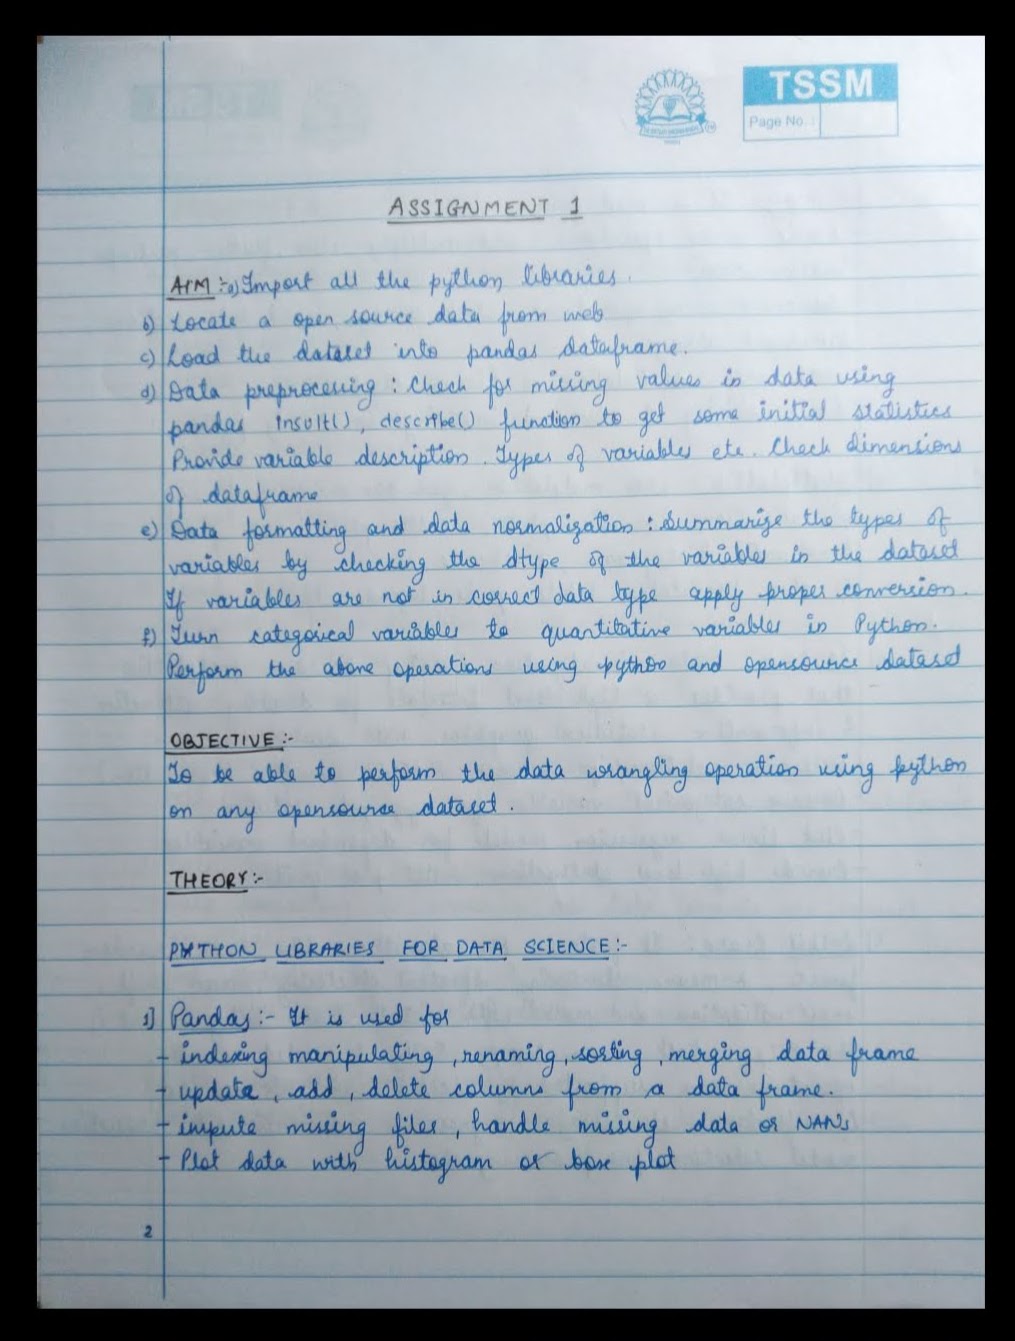 TSSM
Page No. :
ASSIGNMENT 1
AIM :- a) Import all the python libraries.
b) Locate a open source data from web
c) Load the dataset into pandas dataframe.
d) Data preprocessing : Check for missing values in data using
pandas insult(), describe() function to get some initial statistics
Provide variable description. Types of variables etc. Check dimensions
of dataframe
e) Data formatting and data normalization : Summarize the types of
variables by checking the dtype of the variables in the dataset
If variables are not in correct data type apply proper conversion.
f) Turn categorical variables to quantitative variables in Python.
Perform the above operations using python and opensource dataset
OBJECTIVE :-
To be able to perform the data wrangling operation using python
on any opensource dataset.
THEORY :-
PYTHON LIBRARIES FOR DATA SCIENCE :-
1] Pandas :- It is used for
- indexing manipulating, renaming, sorting, merging data frame
- update, add, delete columns from a data frame.
- impute missing files, handle missing data or NANs
- Plot data with histogram or box plot
2